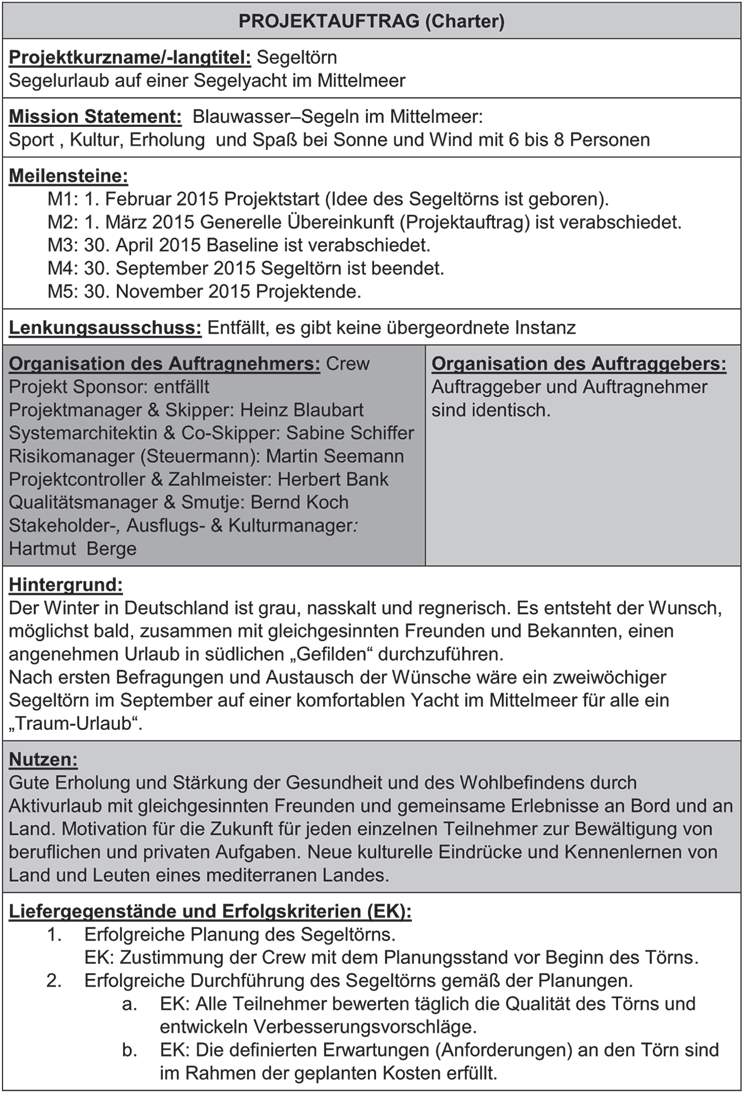 PROJEKTAUFTRAG (Charter)
Projektkurzname/-langtitel: Segeltörn
Segelurlaub auf einer Segelyacht im Mittelmeer
Mission Statement: Blauwasser–Segeln im Mittelmeer:
Sport , Kultur, Erholung und Spaß bei Sonne und Wind mit 6 bis 8 Personen
Meilensteine:
M1: 1. Februar 2015 Projektstart (Idee des Segeltörns ist geboren).
M2: 1. März 2015 Generelle Übereinkunft (Projektauftrag) ist verabschiedet.
M3: 30. April 2015 Baseline ist verabschiedet.
M4: 30. September 2015 Segeltörn ist beendet.
M5: 30. November 2015 Projektende.
Lenkungsausschuss: Entfällt, es gibt keine übergeordnete Instanz
Organisation des Auftragnehmers: Crew
Projekt Sponsor: entfällt
Projektmanager & Skipper: Heinz Blaubart
Systemarchitektin & Co-Skipper: Sabine Schiffer
Risikomanager (Steuermann): Martin Seemann
Projektcontroller & Zahlmeister: Herbert Bank
Qualitätsmanager & Smutje: Bernd Koch
Stakeholder-, Ausflugs- & Kulturmanager:
Hartmut Berge
Organisation des Auftraggebers:
Auftraggeber und Auftragnehmer
sind identisch.
Hintergrund:
Der Winter in Deutschland ist grau, nasskalt und regnerisch. Es entsteht der Wunsch,
möglichst bald, zusammen mit gleichgesinnten Freunden und Bekannten, einen
angenehmen Urlaub in südlichen „Gefilden“ durchzuführen.
Nach ersten Befragungen und Austausch der Wünsche wäre ein zweiwöchiger
Segeltörn im September auf einer komfortablen Yacht im Mittelmeer für alle ein
„Traum-Urlaub“.
Nutzen:
Gute Erholung und Stärkung der Gesundheit und des Wohlbefindens durch
Aktivurlaub mit gleichgesinnten Freunden und gemeinsame Erlebnisse an Bord und an
Land. Motivation für die Zukunft für jeden einzelnen Teilnehmer zur Bewältigung von
beruflichen und privaten Aufgaben. Neue kulturelle Eindrücke und Kennenlernen von
Land und Leuten eines mediterranen Landes.
Liefergegenstände und Erfolgskriterien (EK):
1. Erfolgreiche Planung des Segeltörns.
EK: Zustimmung der Crew mit dem Planungsstand vor Beginn des Törns.
2. Erfolgreiche Durchführung des Segeltörns gemäß der Planungen.
a. EK: Alle Teilnehmer bewerten täglich die Qualität des Törns und
entwickeln Verbesserungsvorschläge.
b. EK: Die definierten Erwartungen (Anforderungen) an den Törn sind
im Rahmen der geplanten Kosten erfüllt.